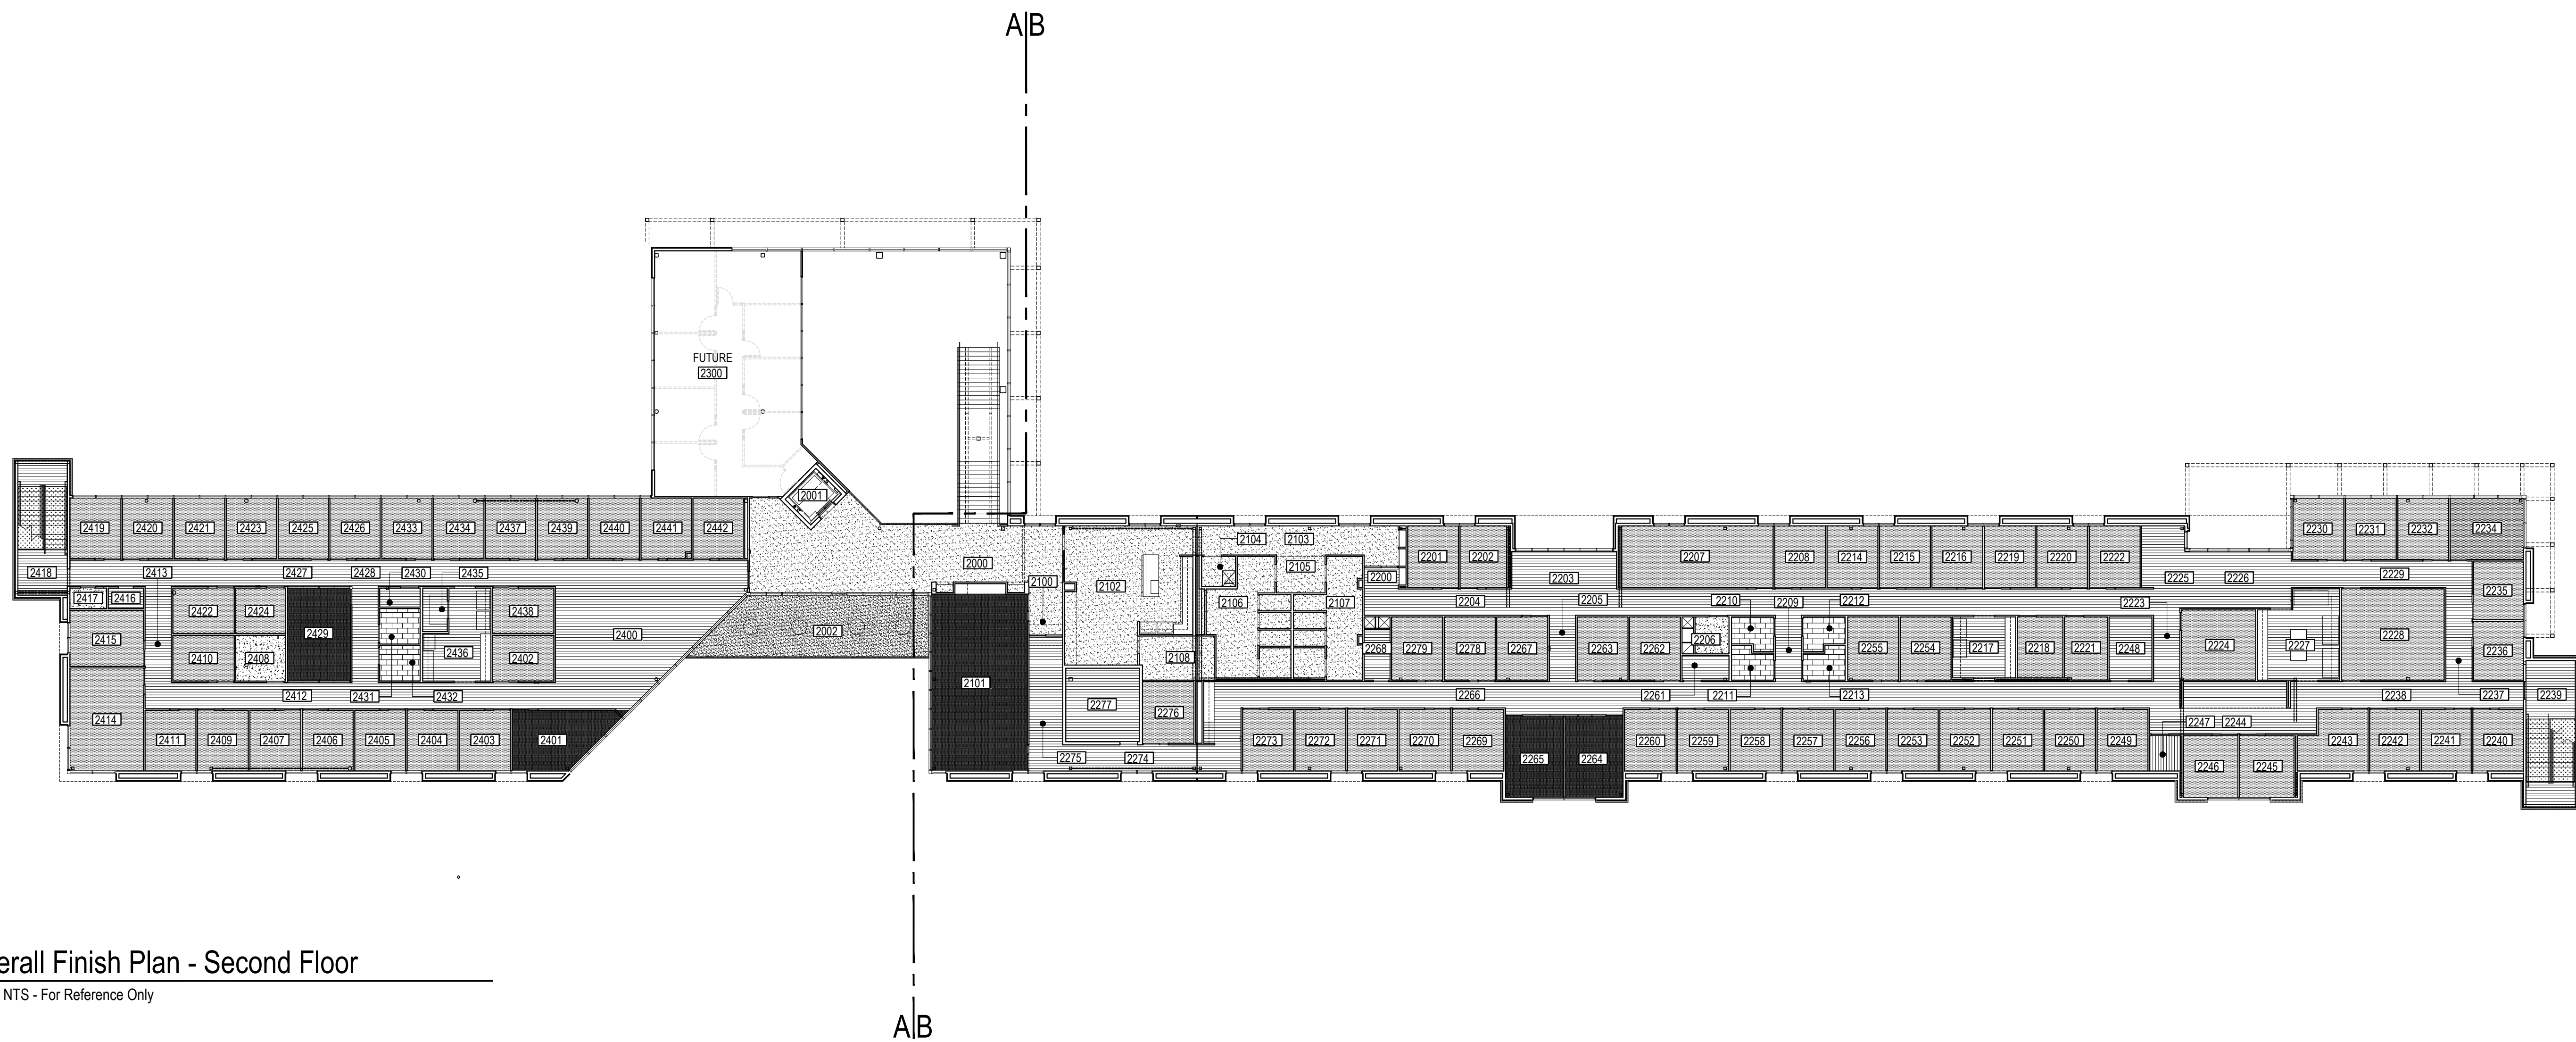 A B
FUTURE
2300
2001
2419 2420 2421 2423 2425 2426 2433 2434 2437 2439 2440 2441 2442
2418 2413 2427 2428 2430 2435
2417 2416
2422 2424 2429 2438
2415 2400
2410 2408 2436 2402
2412 2431 2432
2414 2411 2409 2407 2406 2405 2404 2403 2401
2000 2100 2002 2101
2102 2104 2103 2105 2106 2107 2108
2277 2276 2275 2274
2201 2202 2207 2208 2214 2215 2216 2219 2220 2222 2230 2231 2232 2234
2200 2203 2225 2226 2229
2204 2205 2210 2209 2212 2223 2235
2268 2279 2278 2267 2263 2262 2206 2255 2254 2217 2218 2221 2248 2224 2227 2228 2236
2266 2261 2211 2213 2238 2237 2239
2247 2244
2273 2272 2271 2270 2269 2265 2264 2260 2259 2258 2257 2256 2253 2252 2251 2250 2249 2246 2245 2243 2242 2241 2240
erall Finish Plan - Second Floor
NTS - For Reference Only
A B